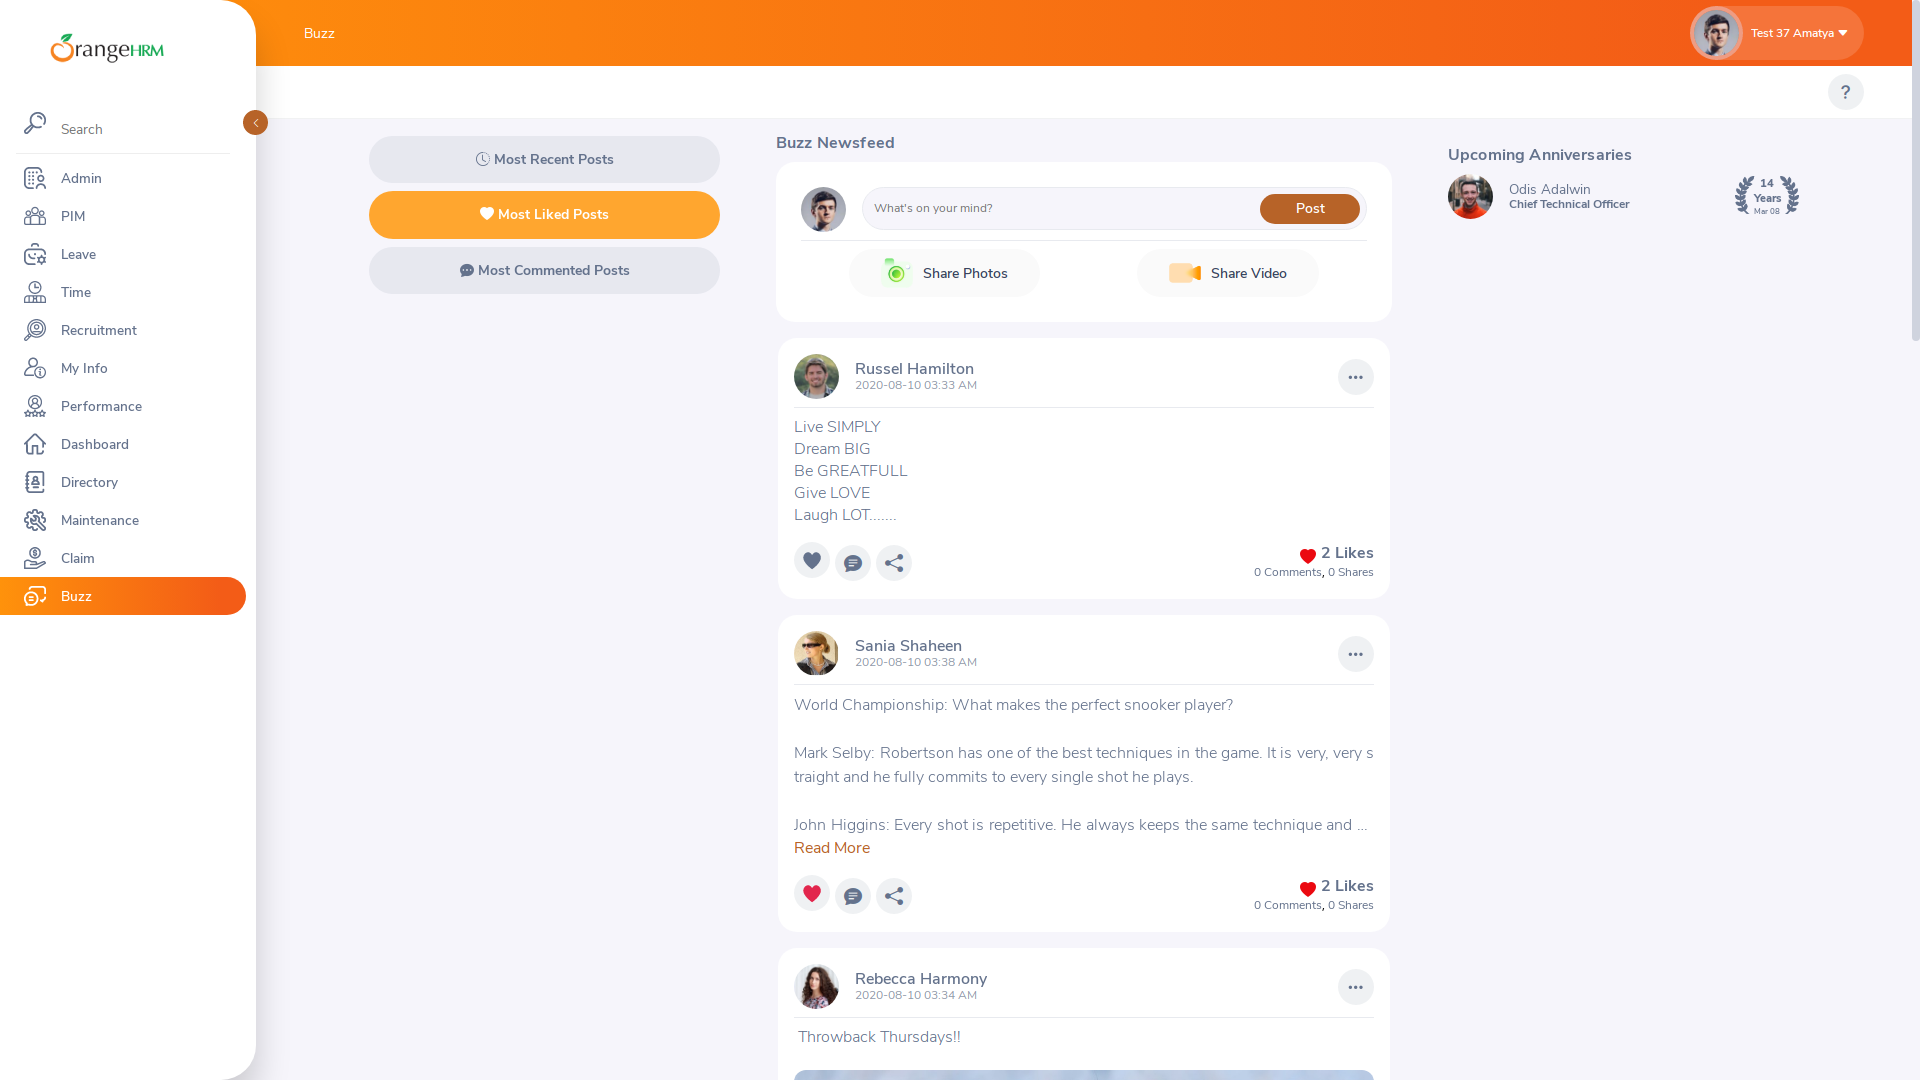 OrangeHRM
Search
Admin
PIM
Leave
Time
Recruitment
My Info
Performance
Dashboard
Directory
Maintenance
Claim
Buzz
Buzz
Test 37 Amatya
?
Most Recent Posts
Most Liked Posts
Most Commented Posts
Buzz Newsfeed
What's on your mind?
Post
Share Photos
Share Video
Russel Hamilton
2020-08-10 03:33 AM
Live SIMPLY
Dream BIG
Be GREATFULL
Give LOVE
Laugh LOT.......
2 Likes
0 Comments, 0 Shares
Sania Shaheen
2020-08-10 03:38 AM
World Championship: What makes the perfect snooker player?
Mark Selby: Robertson has one of the best techniques in the game. It is very, very s
traight and he fully commits to every single shot he plays.
John Higgins: Every shot is repetitive. He always keeps the same technique and ...
Read More
2 Likes
0 Comments, 0 Shares
Rebecca Harmony
2020-08-10 03:34 AM
Throwback Thursdays!!
Upcoming Anniversaries
Odis Adalwin
Chief Technical Officer
14
Years
Mar 08